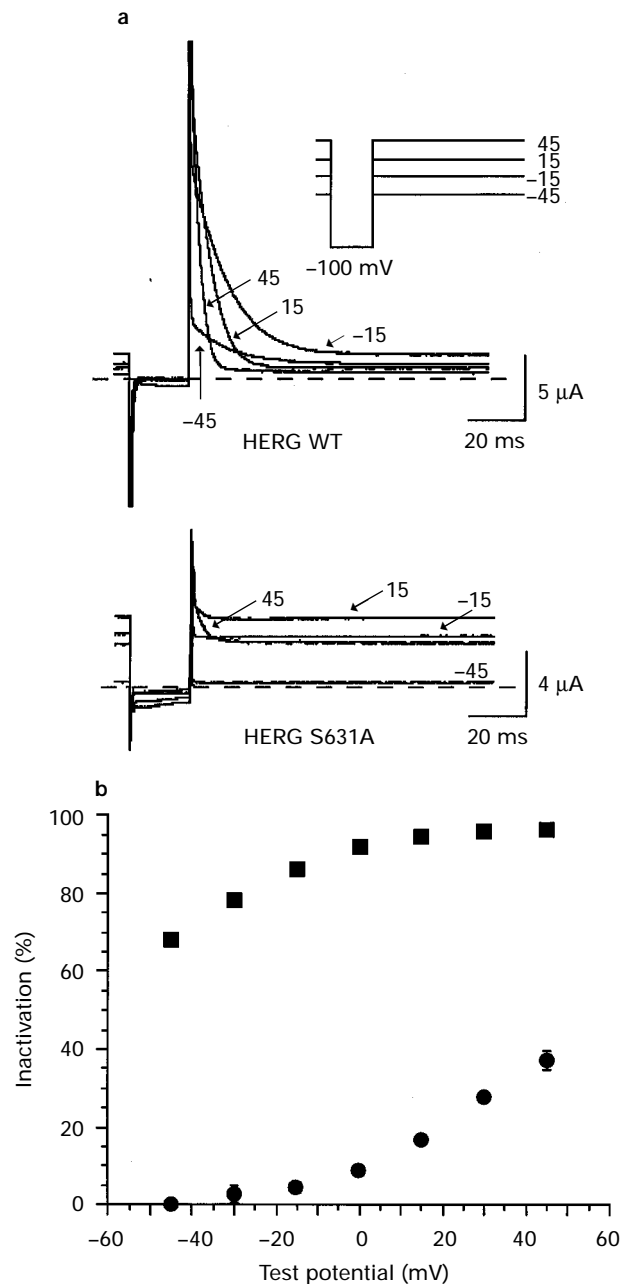 a
45
15
–15
–45
–100 mV
45
15
–15
–45
5 μA
20 ms
HERG WT
15
45
–15
–45
4 μA
20 ms
HERG S631A
b
100
80
60
40
20
0
Inactivation (%)
–60
–40
–20
0
20
40
60
Test potential (mV)